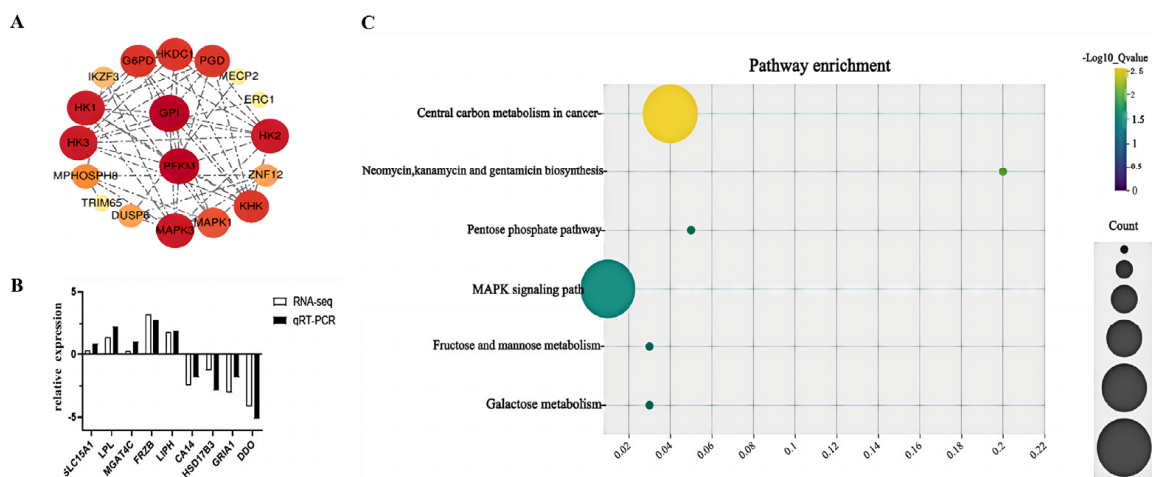 A
HKDC1
G6PD
PGD
IKZF3
MECP2
ERC1
HK1
GPI
HK3
HK2
PFKM
MPHOSPH8
ZNF12
TRIM65
KHK
DUSP6
MAPK3
MAPK1
B
5
0
-5
relative expression
RNA-seq
qRT-PCR
SLC15A1
LPL
MGAT4C
FRZB
LIPH
CA14
HSD17B3
GRIA1
DDO
C
Pathway enrichment
Central carbon metabolism in cancer
Neomycin,kanamycin and gentamicin biosynthesis
Pentose phosphate pathway
MAPK signaling path
Fructose and mannose metabolism
Galactose metabolism
0.02
0.04
0.06
0.08
0.1
0.12
0.14
0.16
0.18
0.2
0.22
-Log10_Qvalue
2.5
2
1.5
1
0.5
0
Count